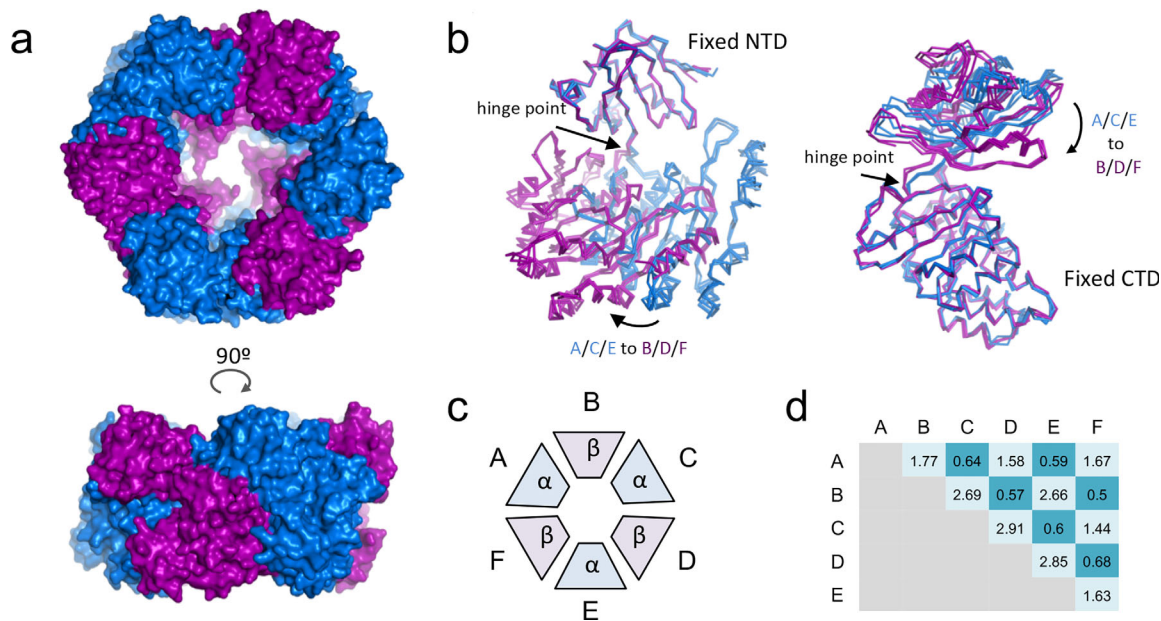 a
90º
b
Fixed NTD
hinge point
A/C/E to B/D/F
hinge point
A/C/E
to
B/D/F
Fixed CTD
c
B
A β C
α α
F β β D
α
E
d
A B C D E F
A 1.77 0.64 1.58 0.59 1.67
B 2.69 0.57 2.66 0.5
C 2.91 0.6 1.44
D 2.85 0.68
E 1.63